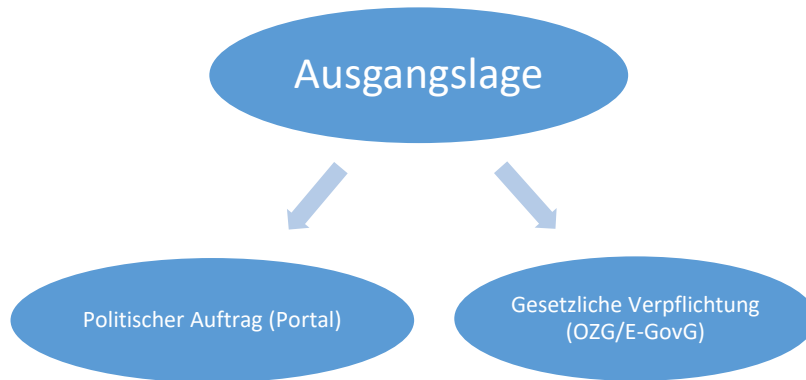 Ausgangslage
Politischer Auftrag (Portal)
Gesetzliche Verpflichtung
(OZG/E-GovG)